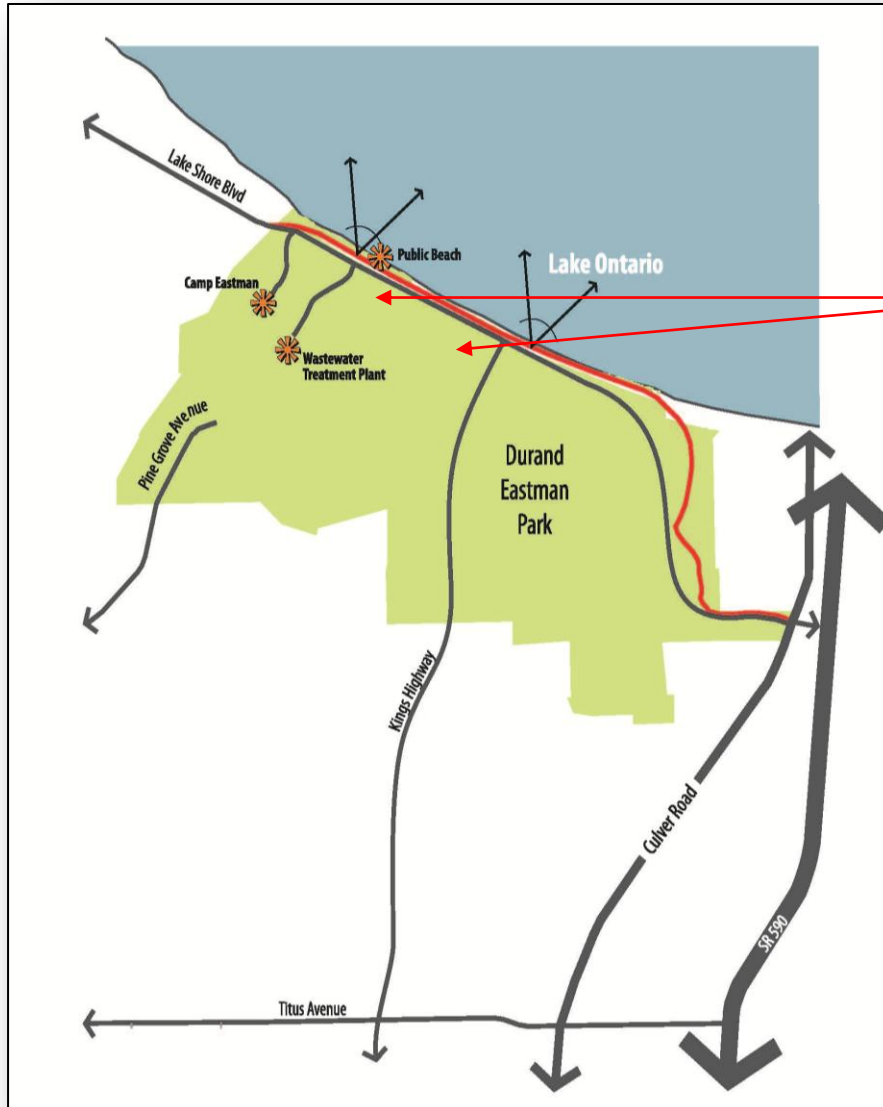 Lake Shore Blvd
Public Beach
Lake Ontario
Camp Eastman
Wastewater
Treatment Plant
Pine Grove Avenue
Durand
Eastman
Park
Kings Highway
Culver Road
SR 590
Titus Avenue